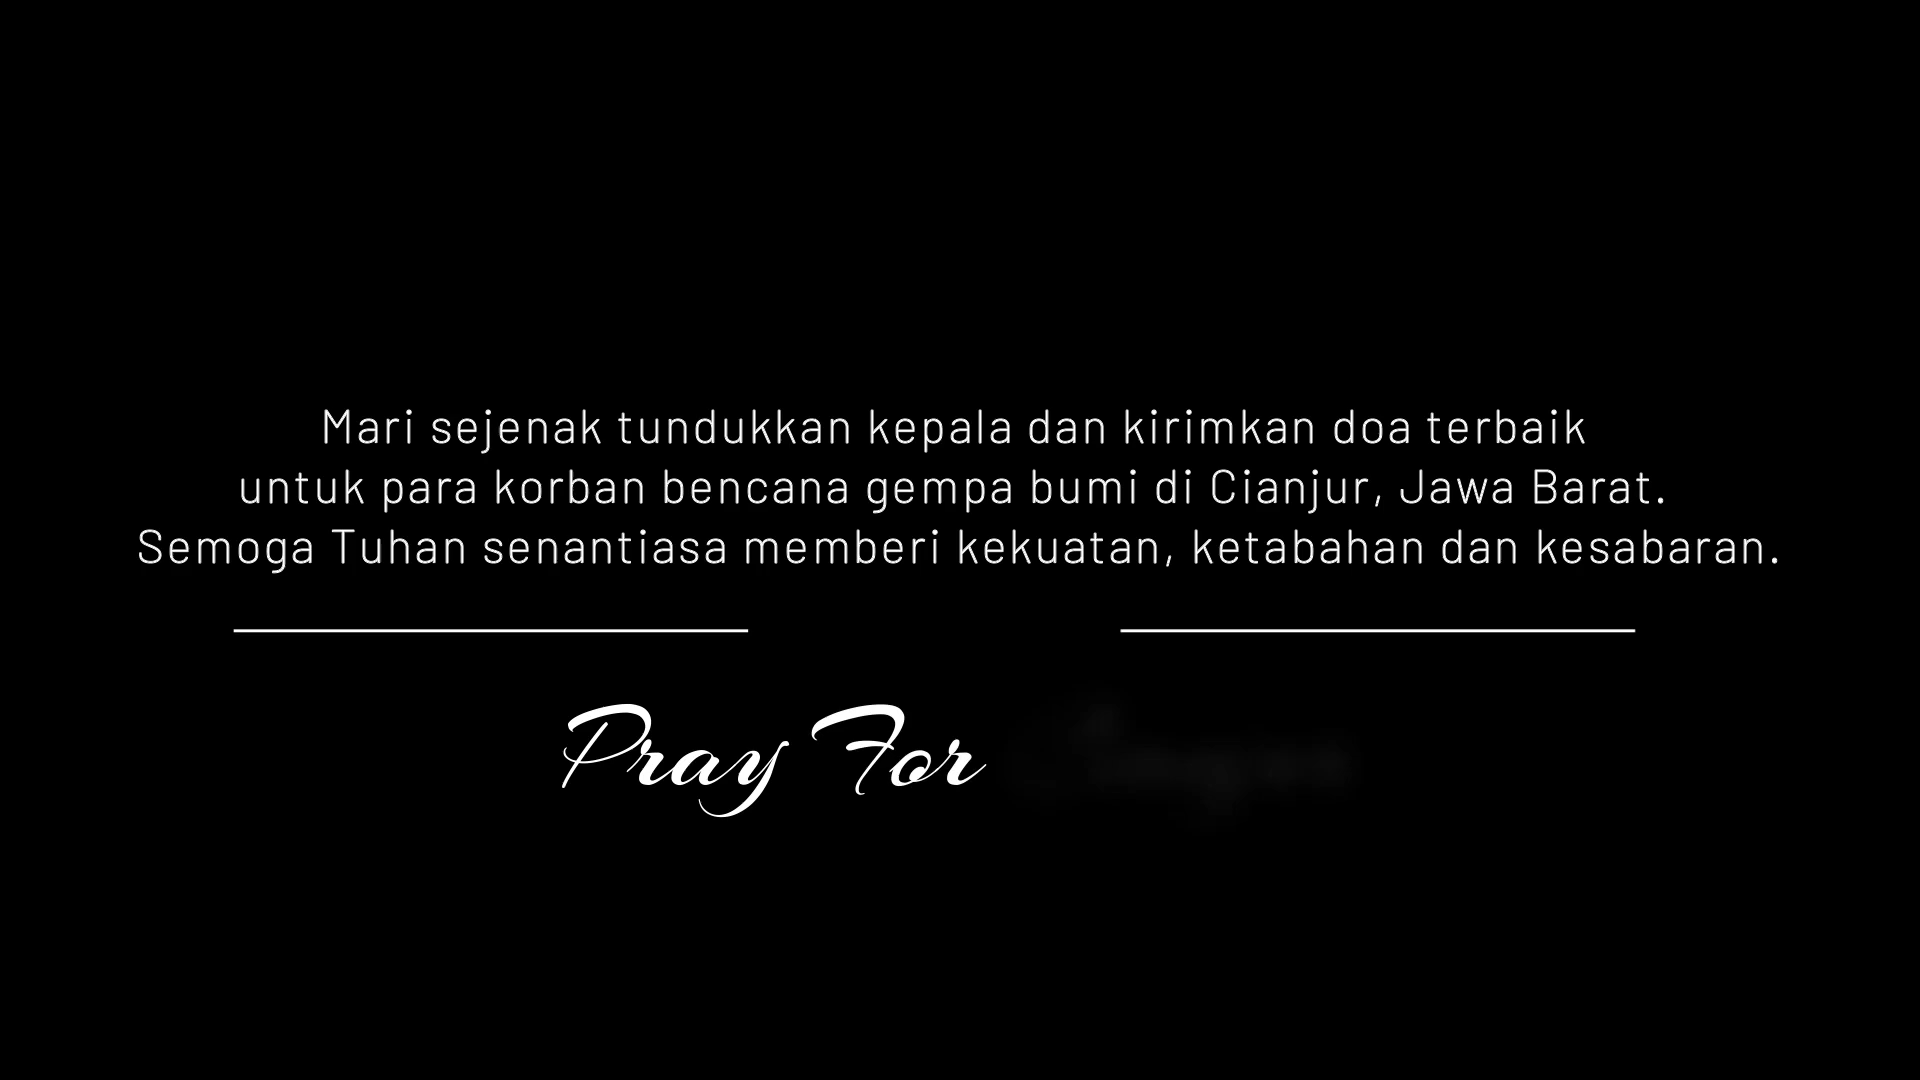 Mari sejenak tundukkan kepala dan kirimkan doa terbaik
untuk para korban bencana gempa bumi di Cianjur, Jawa Barat.
Semoga Tuhan senantiasa memberi kekuatan, ketabahan dan kesabaran.
Pray For